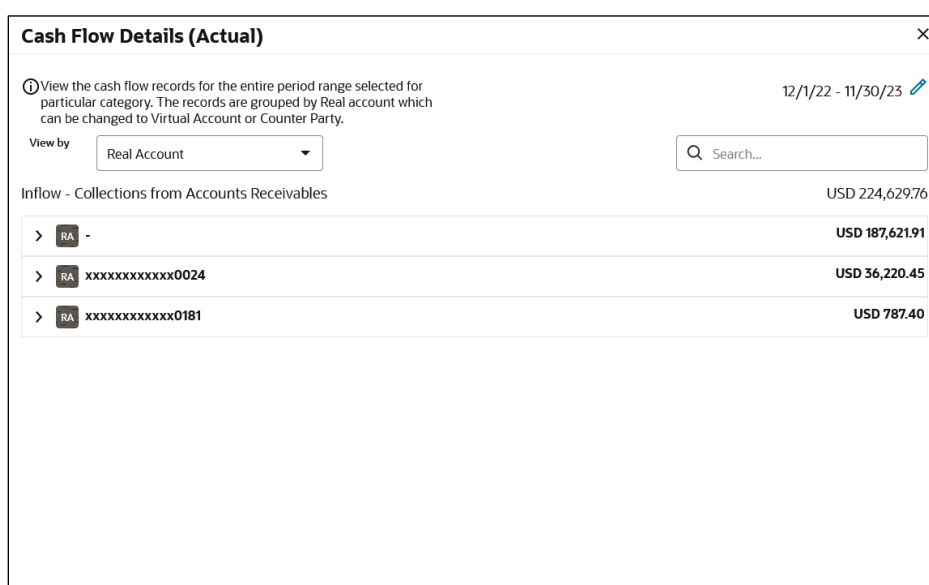 Cash Flow Details (Actual)
View the cash flow records for the entire period range selected for
particular category. The records are grouped by Real account which
can be changed to Virtual Account or Counter Party.
12/1/22 - 11/30/23
View by
Real Account
Search...
Inflow - Collections from Accounts Receivables USD 224,629.76
RA - USD 187,621.91
RA xxxxxxxxxxxx0024 USD 36,220.45
RA xxxxxxxxxxxx0181 USD 787.40